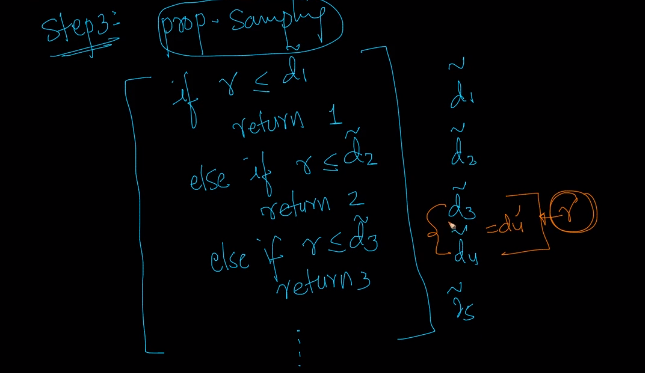 Step3: prop-Sampling
if r ≤ d̃1
return 1
else if r ≤ d̃2
return 2
else if r ≤ d̃3
return 3
⋮
d̃1
d̃2
d̃3
= d4' ← r
d̃4
d̃5